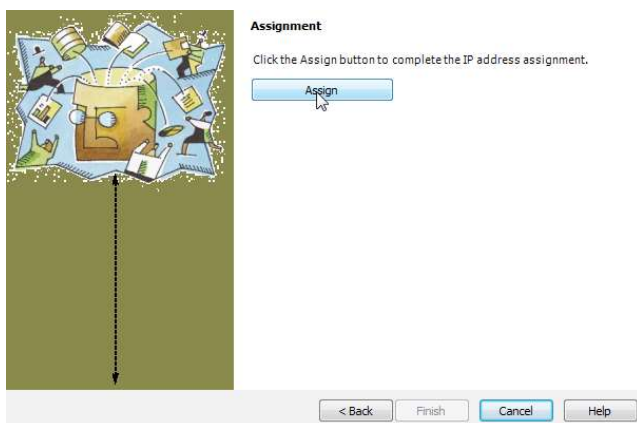 Assignment
Click the Assign button to complete the IP address assignment.
Assign
< Back Finish Cancel Help